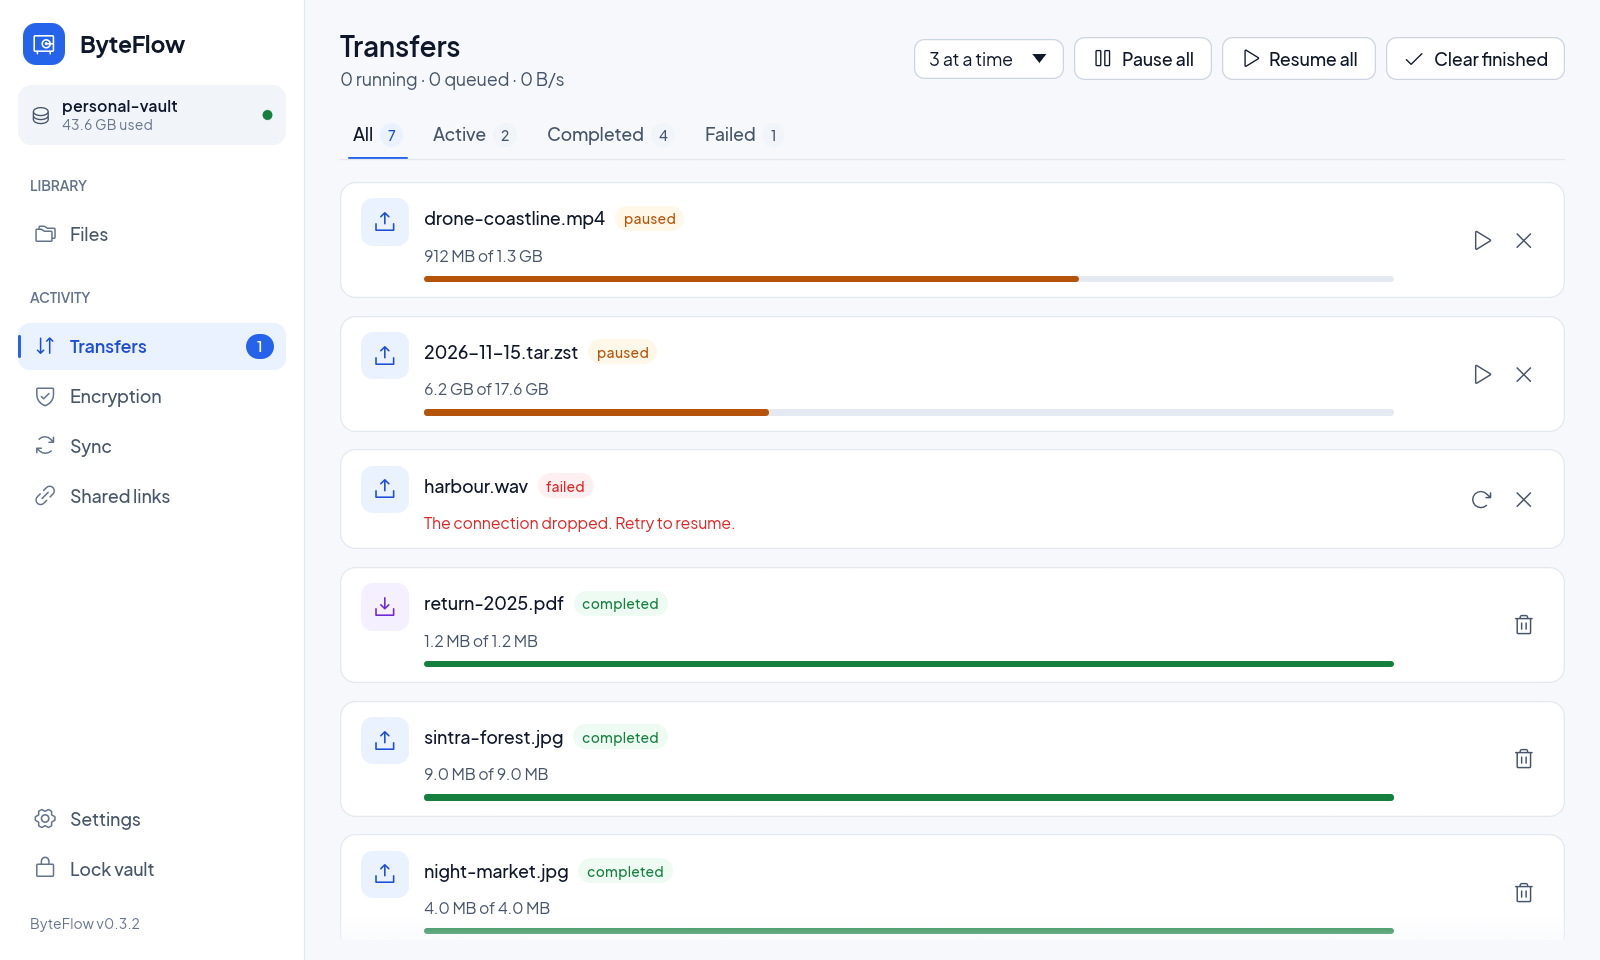 ByteFlow
personal-vault
43.6 GB used
LIBRARY
Files
ACTIVITY
Transfers 1
Encryption
Sync
Shared links
Settings
Lock vault
ByteFlow v0.3.2
Transfers
0 running · 0 queued · 0 B/s
3 at a time
Pause all
Resume all
Clear finished
All 7
Active 2
Completed 4
Failed 1
drone-coastline.mp4 paused
912 MB of 1.3 GB
2026-11-15.tar.zst paused
6.2 GB of 17.6 GB
harbour.wav failed
The connection dropped. Retry to resume.
return-2025.pdf completed
1.2 MB of 1.2 MB
sintra-forest.jpg completed
9.0 MB of 9.0 MB
night-market.jpg completed
4.0 MB of 4.0 MB